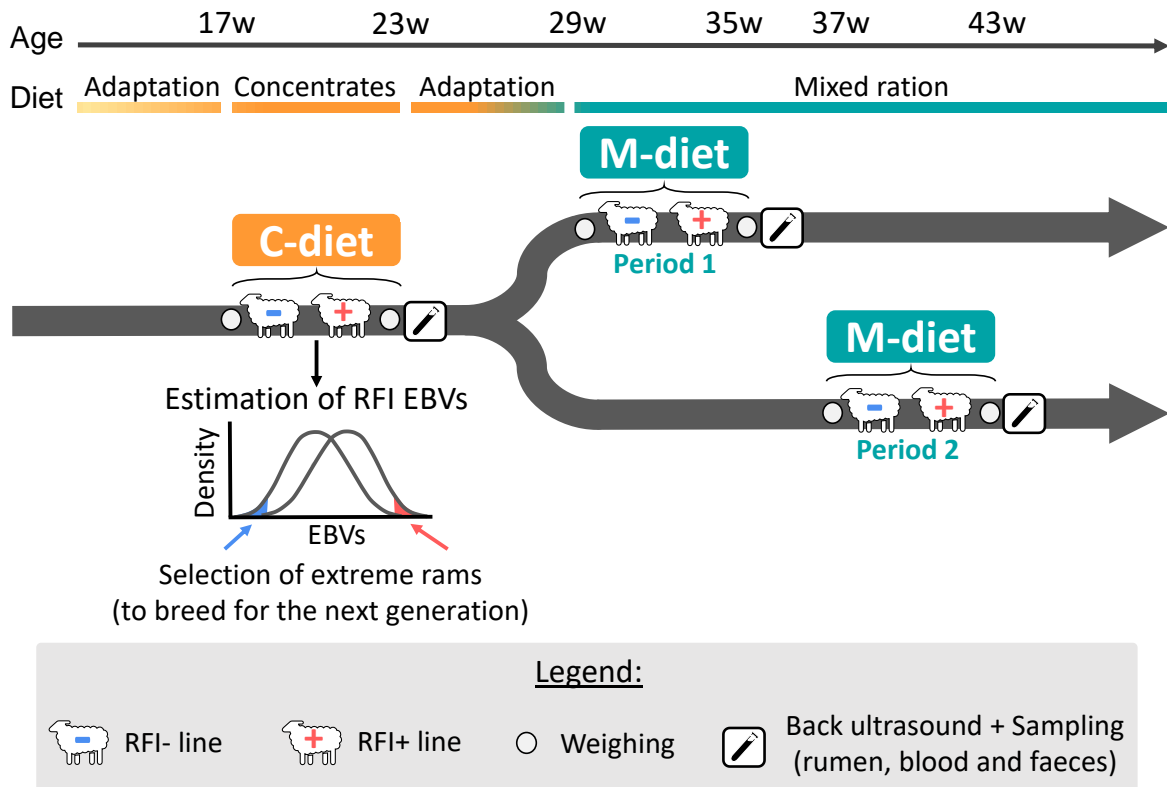 Age
17w 23w 29w 35w 37w 43w
Diet
Adaptation Concentrates Adaptation Mixed ration
M-diet
- +
Period 1
C-diet
- +
M-diet
- +
Period 2
Estimation of RFI EBVs
Density
EBVs
Selection of extreme rams
(to breed for the next generation)
Legend:
- RFI- line
+ RFI+ line
Weighing
Back ultrasound + Sampling
(rumen, blood and faeces)